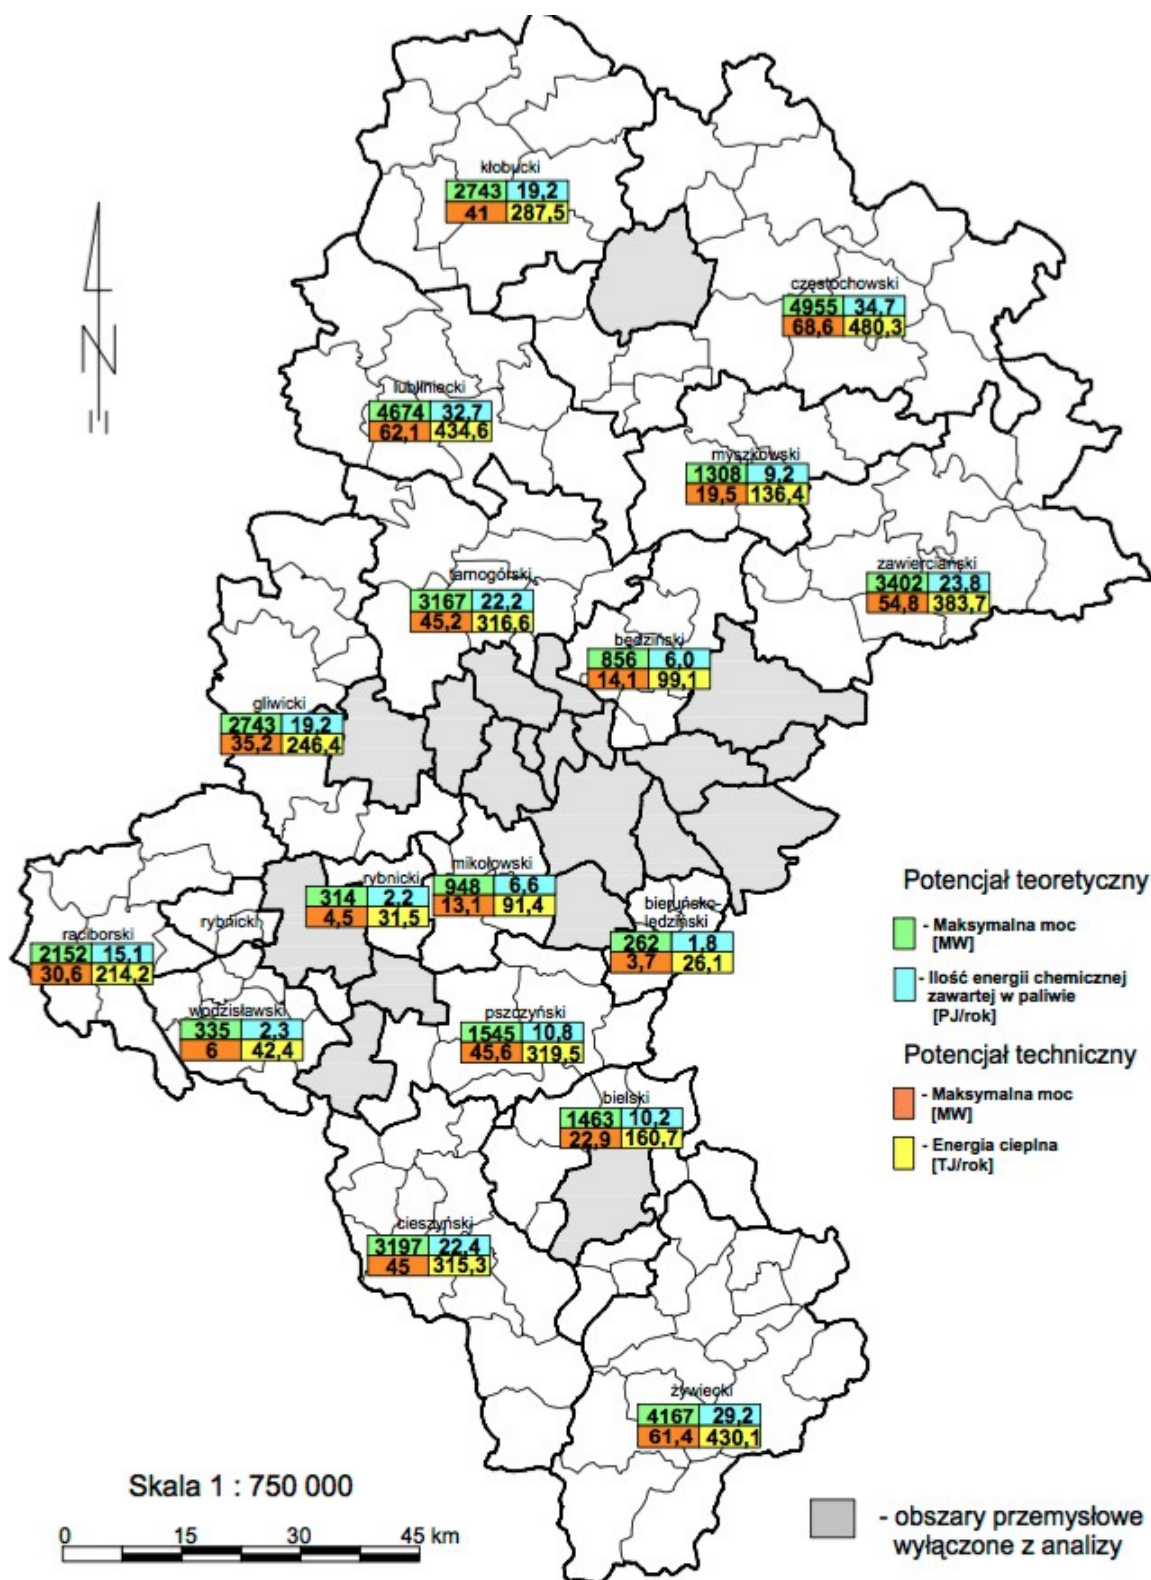 kłobucki
2743 19,2
41 287,5
częstochowski
4955 34,7
68,6 480,3
lubliniecki
4674 32,7
62,1 434,6
myszkowski
1308 9,2
19,5 136,4
zawierciański
3402 23,8
54,8 383,7
tarnogórski
3167 22,2
45,2 316,6
będziński
856 6,0
14,1 99,1
gliwicki
2743 19,2
35,2 246,4
mikołowski
948 6,6
13,1 91,4
rybnicki
314 2,2
4,5 31,5
bieruńsko-
lędziński
262 1,8
3,7 26,1
rybnicki
raciborski
2152 15,1
30,6 214,2
wodzisławski
335 2,3
6 42,4
pszczyński
1545 10,8
45,6 319,5
bielski
1463 10,2
22,9 160,7
cieszyński
3197 22,4
45 315,3
żywiecki
4167 29,2
61,4 430,1
N
Potencjał teoretyczny
- Maksymalna moc
[MW]
- Ilość energii chemicznej
zawartej w paliwie
[PJ/rok]
Potencjał techniczny
- Maksymalna moc
[MW]
- Energia cieplna
[TJ/rok]
Skala 1 : 750 000
0 15 30 45 km
- obszary przemysłowe
wyłączone z analizy